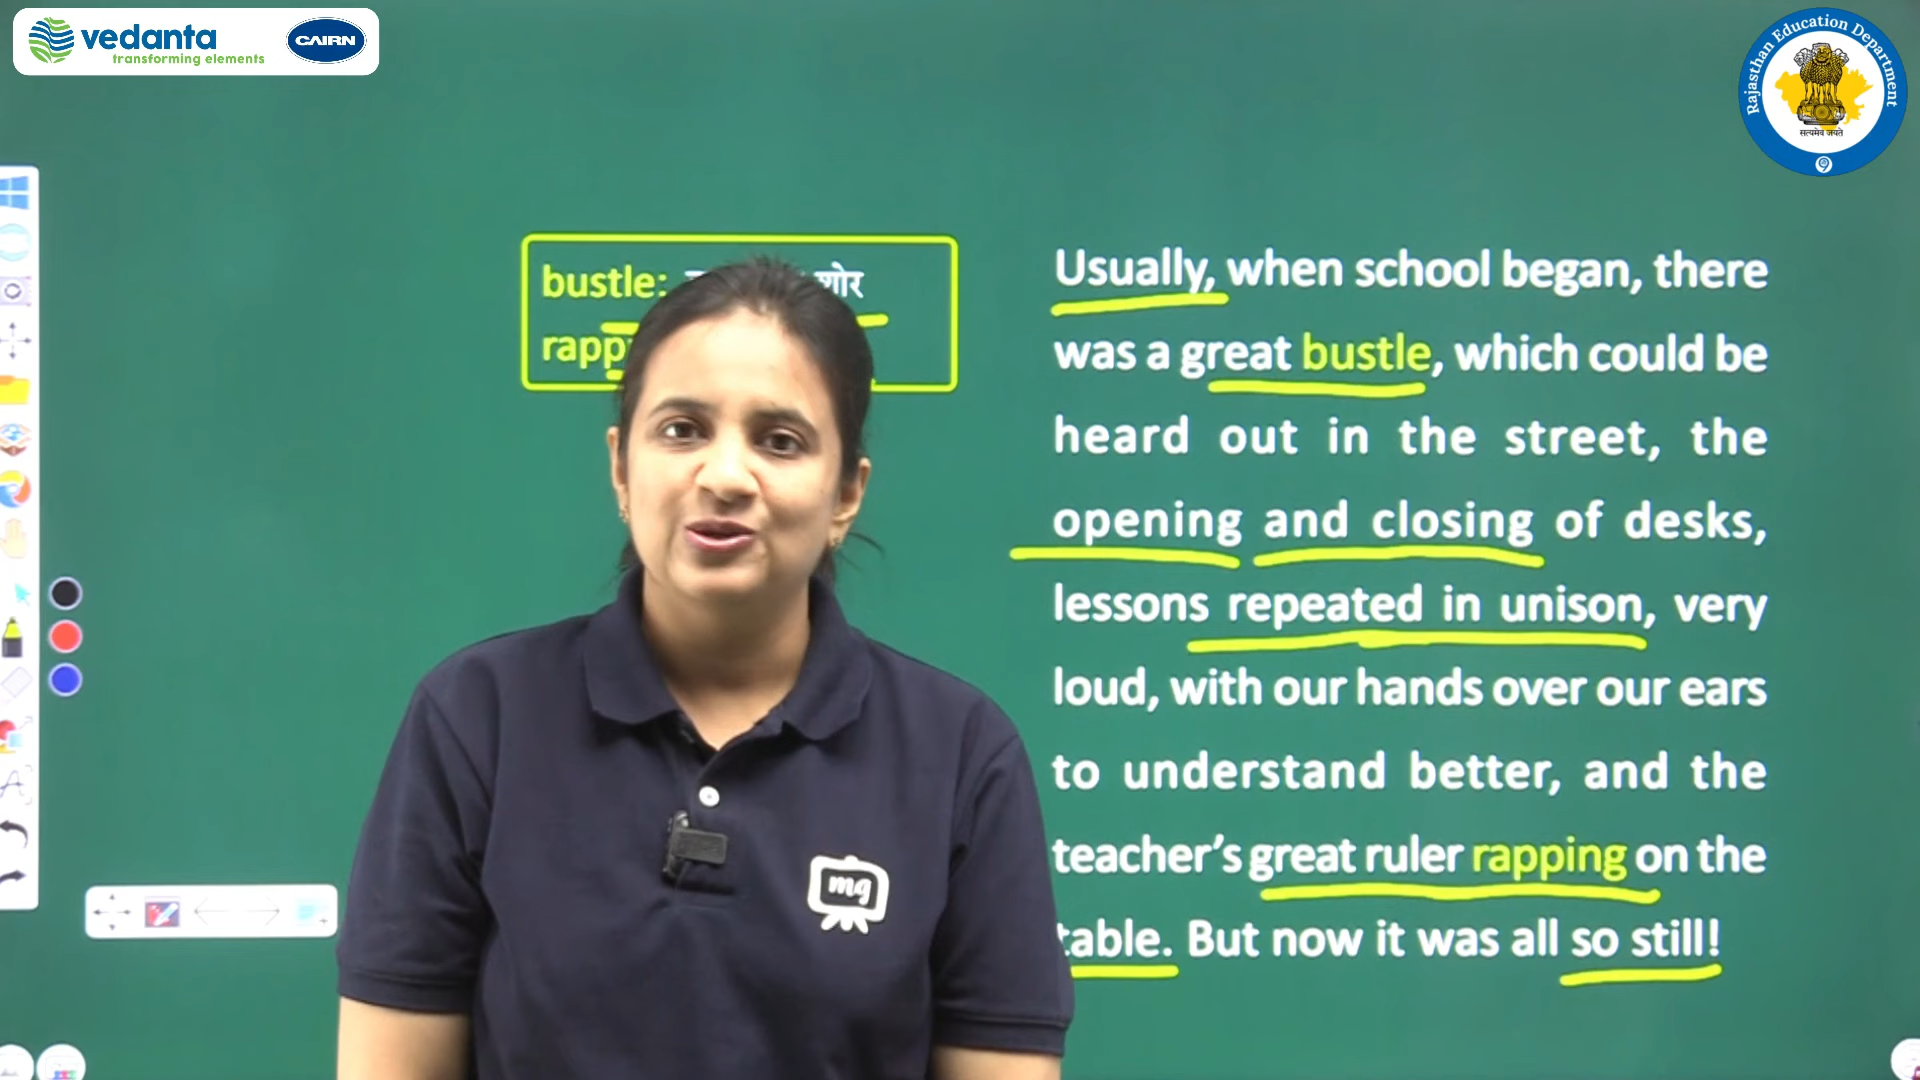 vedanta
transforming elements
CAIRN
Rajasthan Education Department
सत्यमेव जयते
bustle: शोर
Usually, when school began, there
was a great bustle, which could be
heard out in the street, the
opening and closing of desks,
lessons repeated in unison, very
loud, with our hands over our ears
to understand better, and the
teacher’s great ruler rapping on the
table. But now it was all so still!
mg